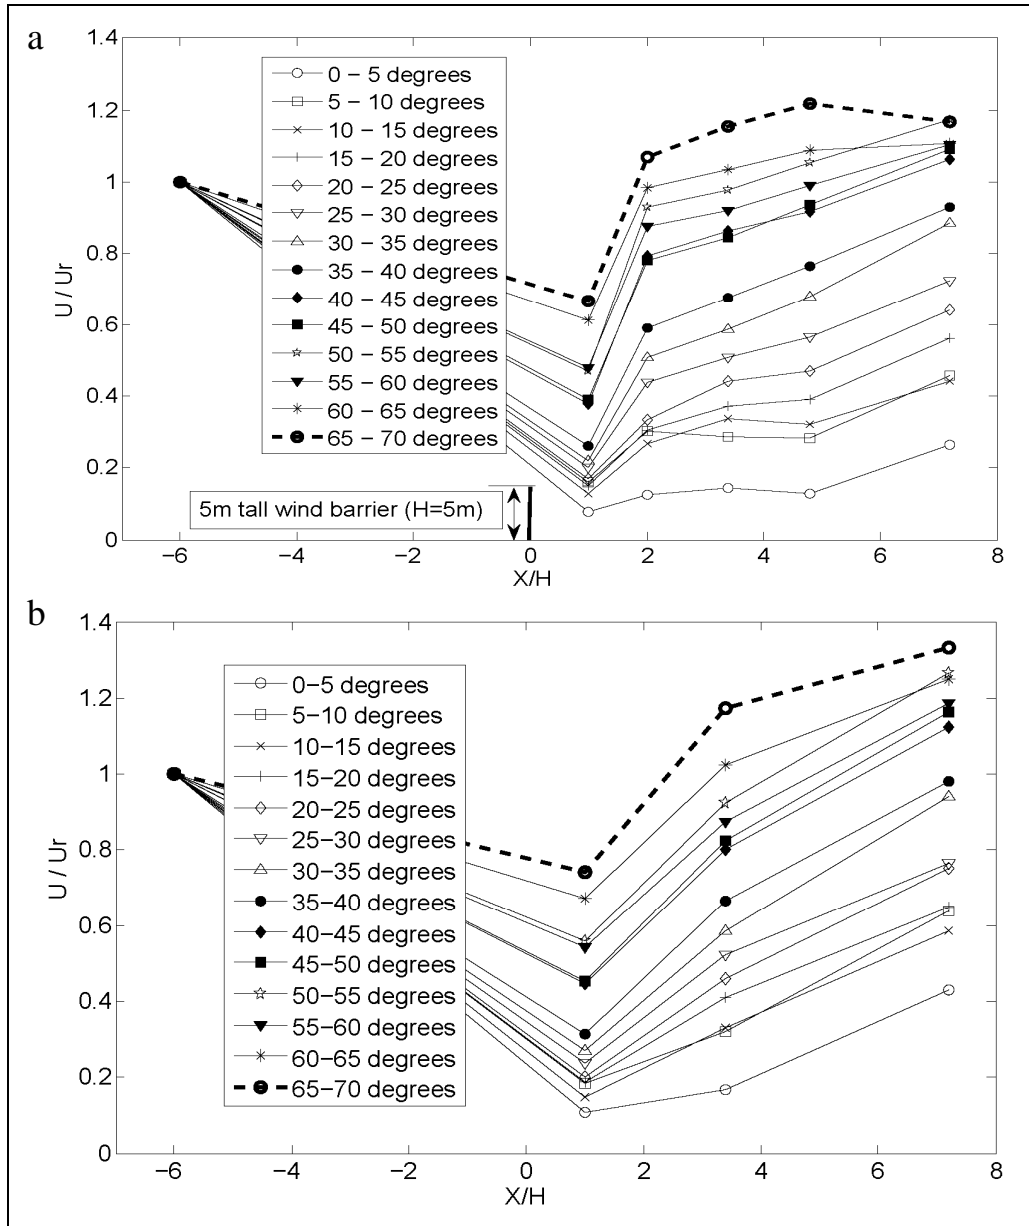 a
1.4
1.2
1
0.8
0.6
0.4
0.2
0
U / Ur
0 – 5 degrees
5 – 10 degrees
10 – 15 degrees
15 – 20 degrees
20 – 25 degrees
25 – 30 degrees
30 – 35 degrees
35 – 40 degrees
40 – 45 degrees
45 – 50 degrees
50 – 55 degrees
55 – 60 degrees
60 – 65 degrees
65 – 70 degrees
5m tall wind barrier (H=5m)
−6 −4 −2 0 2 4 6 8
X/H
b
1.4
1.2
1
0.8
0.6
0.4
0.2
0
U / Ur
0−5 degrees
5−10 degrees
10−15 degrees
15−20 degrees
20−25 degrees
25−30 degrees
30−35 degrees
35−40 degrees
40−45 degrees
45−50 degrees
50−55 degrees
55−60 degrees
60−65 degrees
65−70 degrees
−6 −4 −2 0 2 4 6 8
X/H